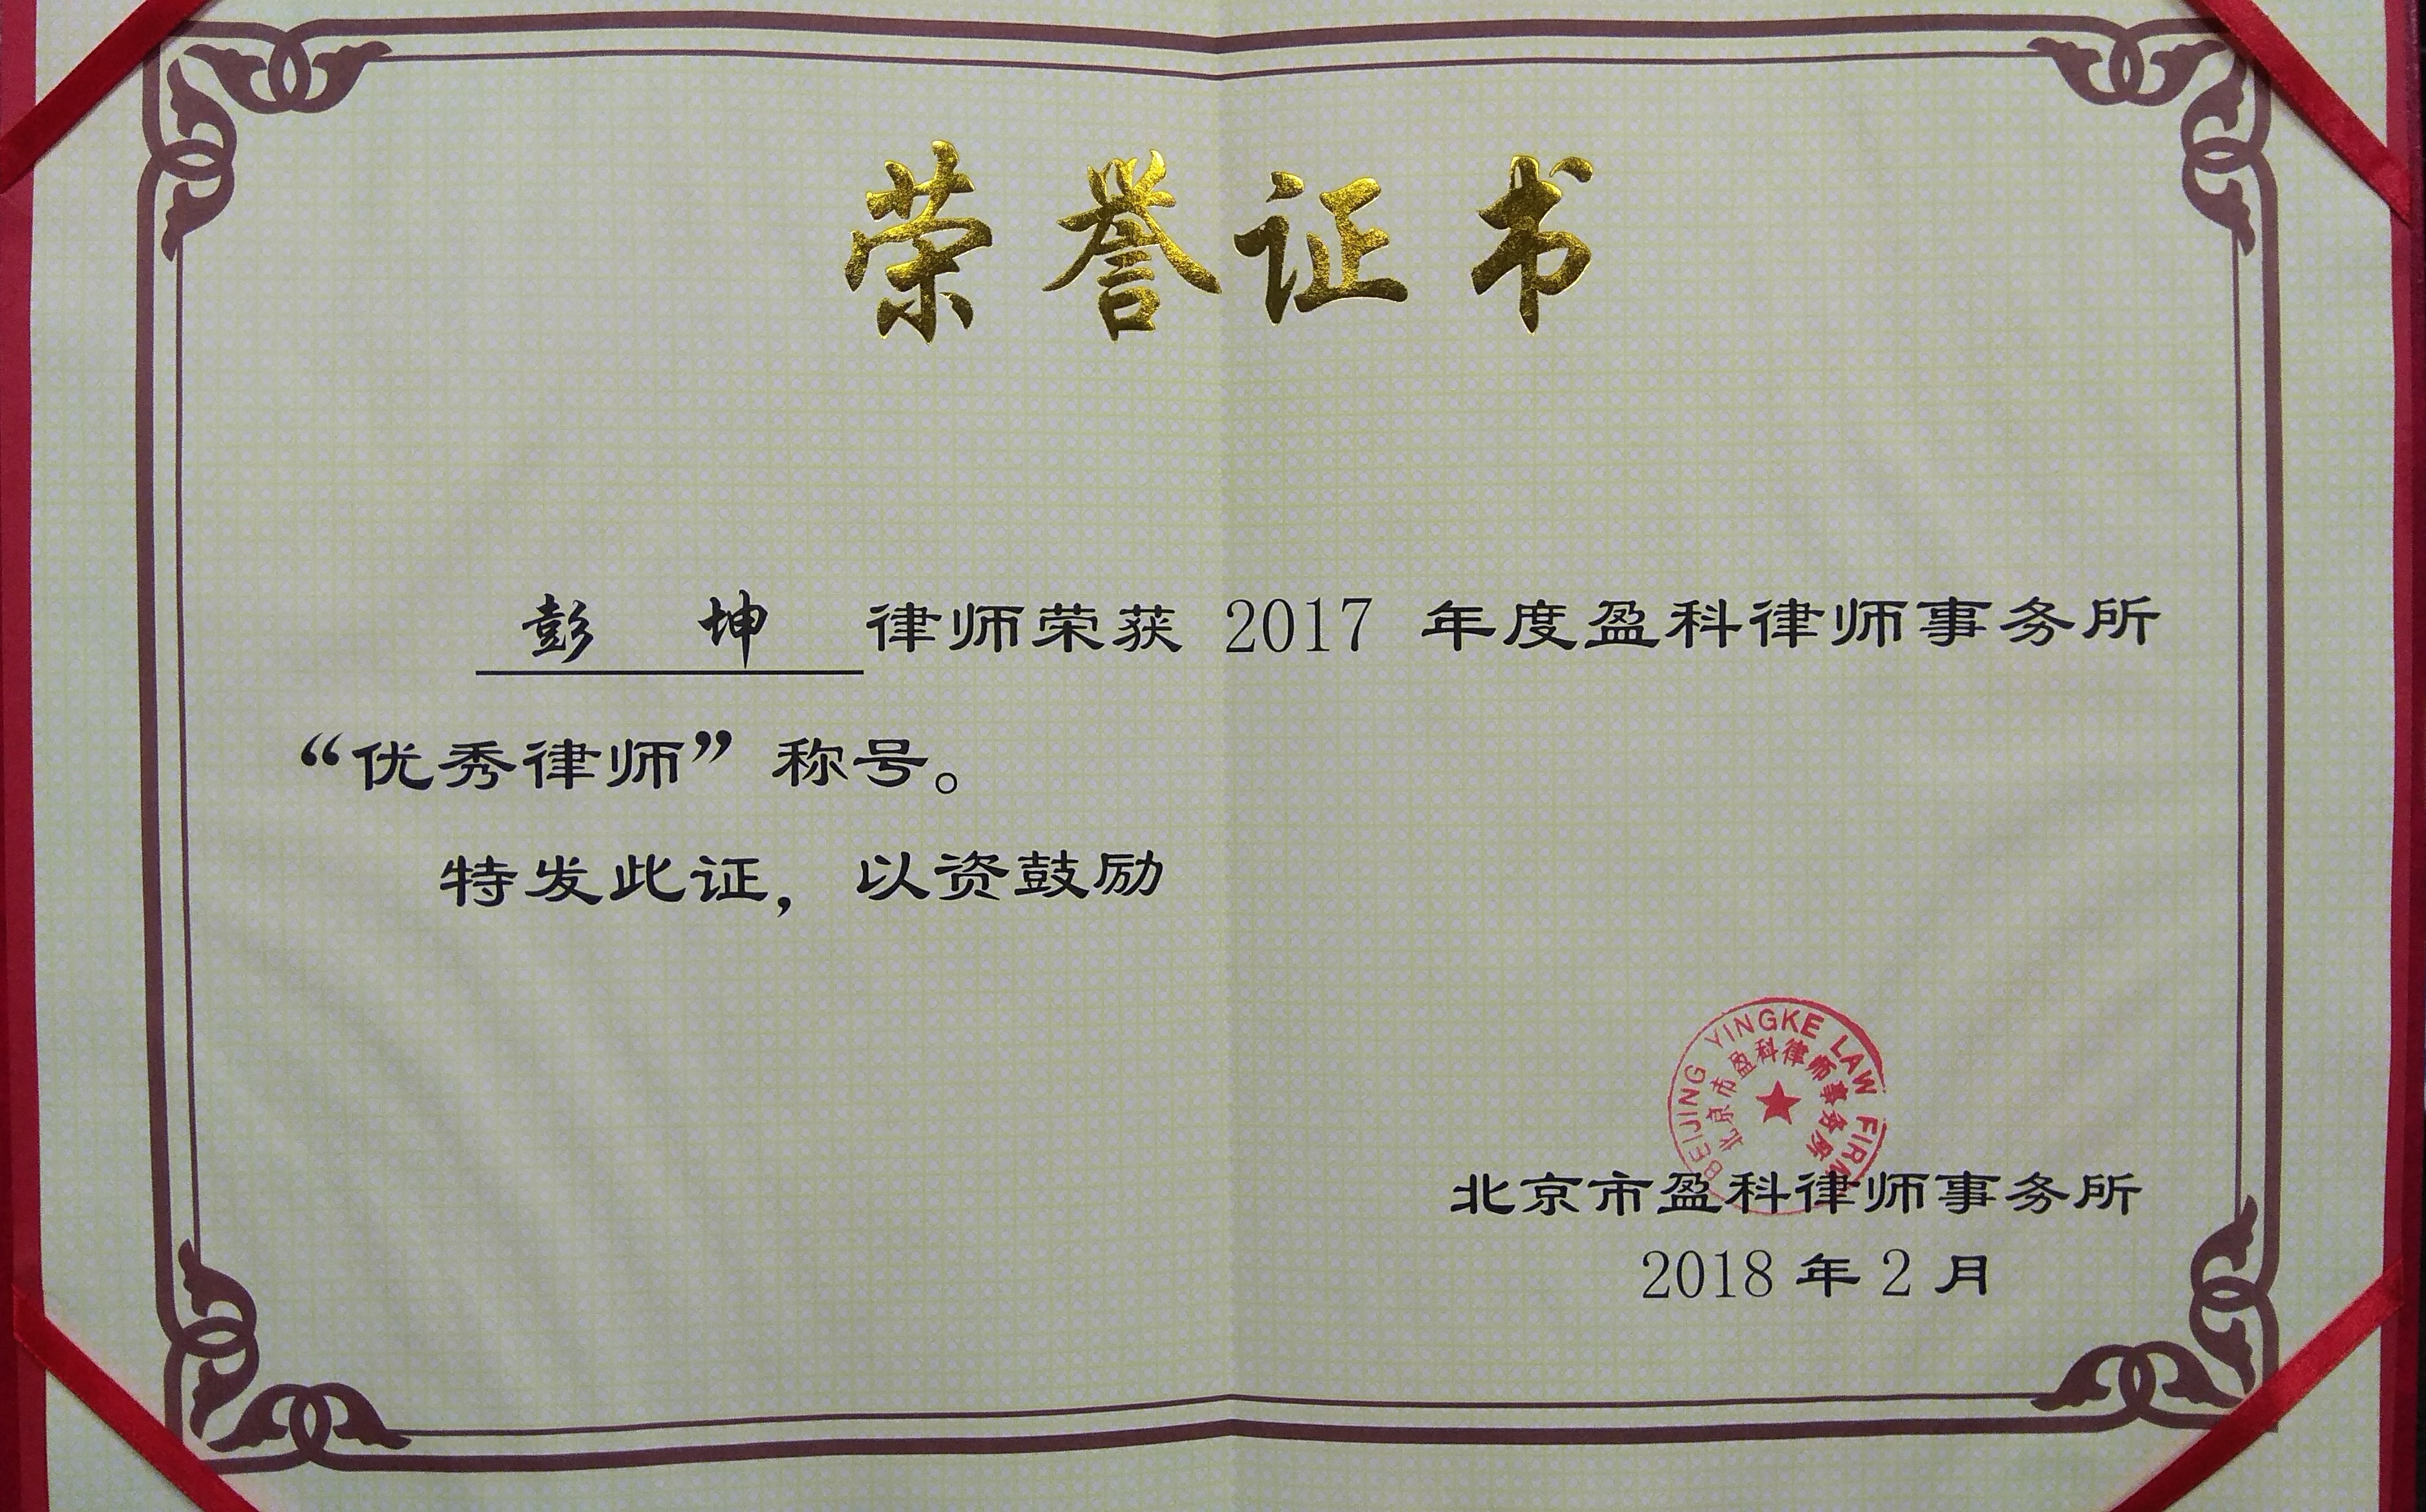 荣誉证书
彭 坤 律师荣获 2017 年度盈科律师事务所
“优秀律师”称号。
特发此证，以资鼓励
BEIJING YINGKE LAW FIRM
北京市盈科律师事务所
北京市盈科律师事务所
2018 年 2 月